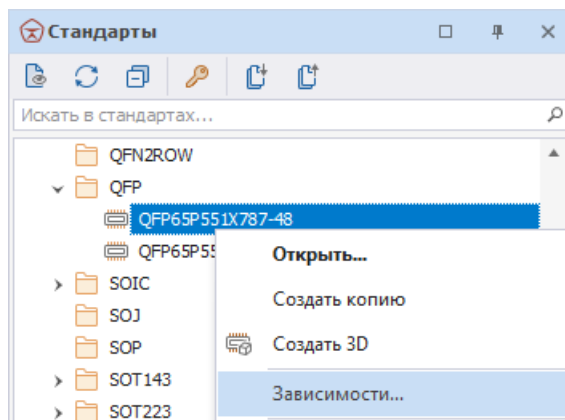 Стандарты
Искать в стандартах...
QFN2ROW
QFP
QFP65P551X787-48
QFP65P55
Открыть...
SOIC
Создать копию
SOJ
SOP
Создать 3D
SOT143
Зависимости...
SOT223